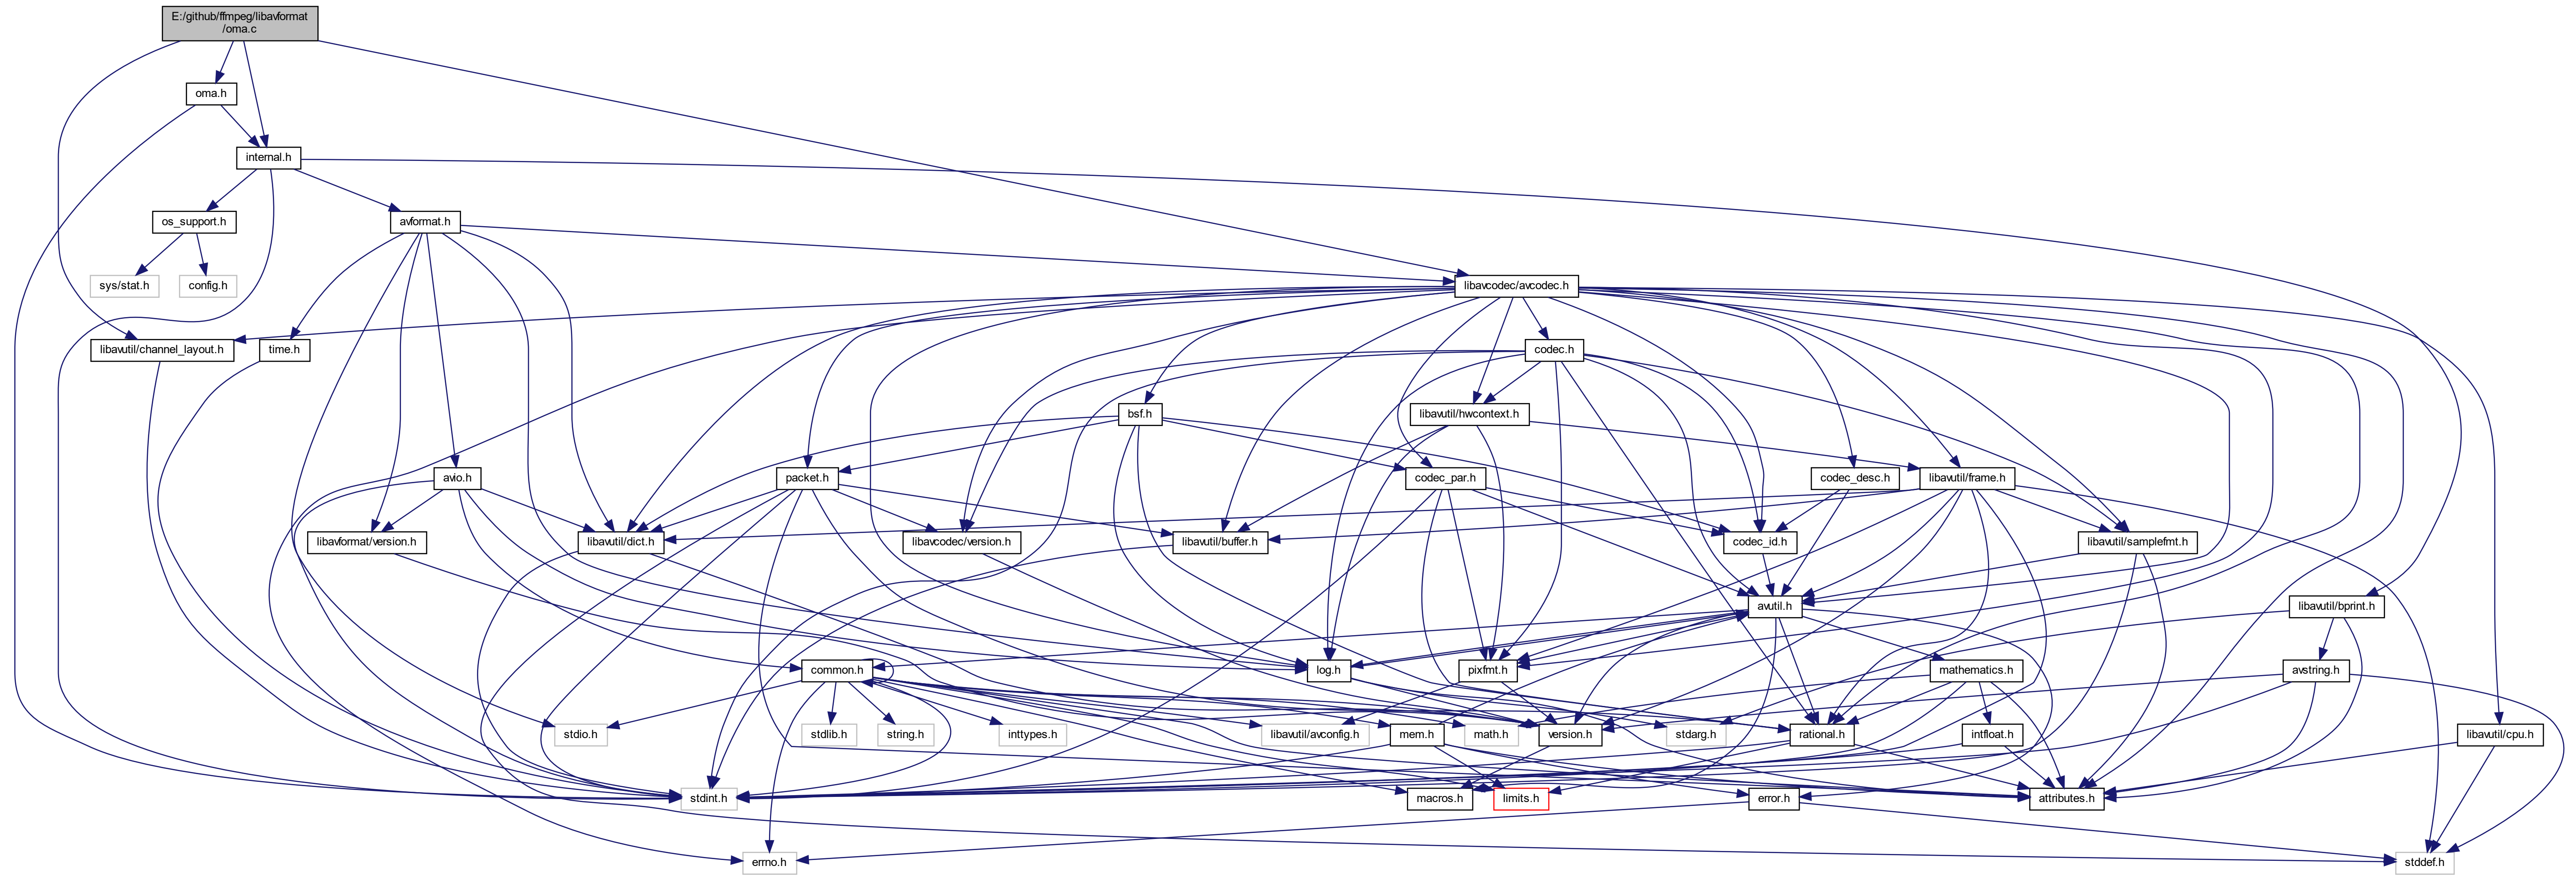 E:/github/ffmpeg/libavformat
/oma.c
oma.h
internal.h
os_support.h
avformat.h
sys/stat.h
config.h
libavcodec/avcodec.h
libavutil/channel_layout.h
time.h
codec.h
bsf.h
libavutil/hwcontext.h
avio.h
packet.h
codec_par.h
codec_desc.h
libavutil/frame.h
libavformat/version.h
libavutil/dict.h
libavcodec/version.h
libavutil/buffer.h
codec_id.h
libavutil/samplefmt.h
avutil.h
libavutil/bprint.h
common.h
log.h
pixfmt.h
mathematics.h
avstring.h
stdio.h
stdlib.h
string.h
inttypes.h
libavutil/avconfig.h
mem.h
math.h
version.h
stdarg.h
rational.h
intfloat.h
libavutil/cpu.h
stdint.h
macros.h
limits.h
error.h
attributes.h
errno.h
stddef.h